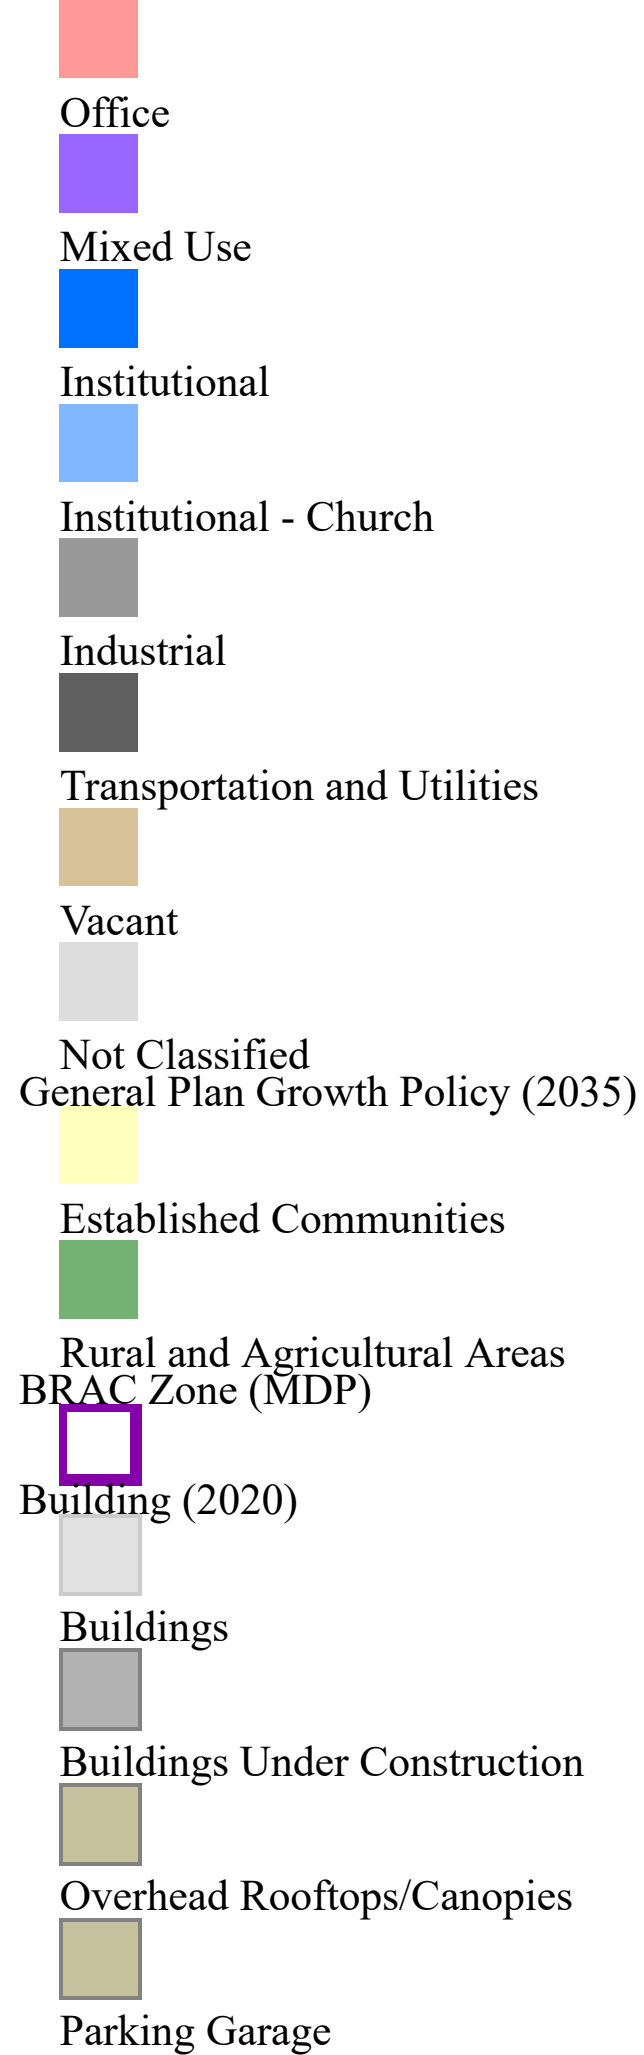 Office
Mixed Use
Institutional
Institutional - Church
Industrial
Transportation and Utilities
Vacant
Not Classified
General Plan Growth Policy (2035)
Established Communities
Rural and Agricultural Areas
BRAC Zone (MDP)
Building (2020)
Buildings
Buildings Under Construction
Overhead Rooftops/Canopies
Parking Garage